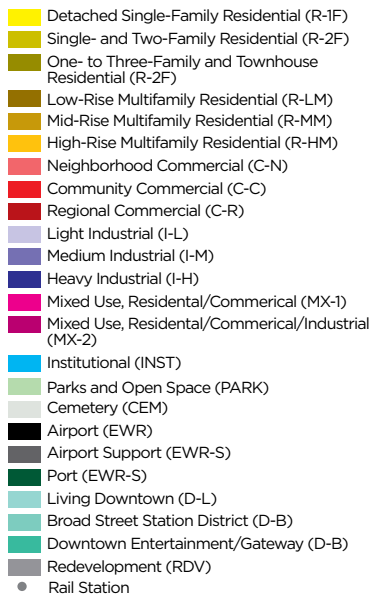 Detached Single-Family Residential (R-1F)
Single- and Two-Family Residential (R-2F)
One- to Three-Family and Townhouse
Residential (R-2F)
Low-Rise Multifamily Residential (R-LM)
Mid-Rise Multifamily Residential (R-MM)
High-Rise Multifamily Residential (R-HM)
Neighborhood Commercial (C-N)
Community Commercial (C-C)
Regional Commercial (C-R)
Light Industrial (I-L)
Medium Industrial (I-M)
Heavy Industrial (I-H)
Mixed Use, Residental/Commerical (MX-1)
Mixed Use, Residental/Commerical/Industrial
(MX-2)
Institutional (INST)
Parks and Open Space (PARK)
Cemetery (CEM)
Airport (EWR)
Airport Support (EWR-S)
Port (EWR-S)
Living Downtown (D-L)
Broad Street Station District (D-B)
Downtown Entertainment/Gateway (D-B)
Redevelopment (RDV)
Rail Station